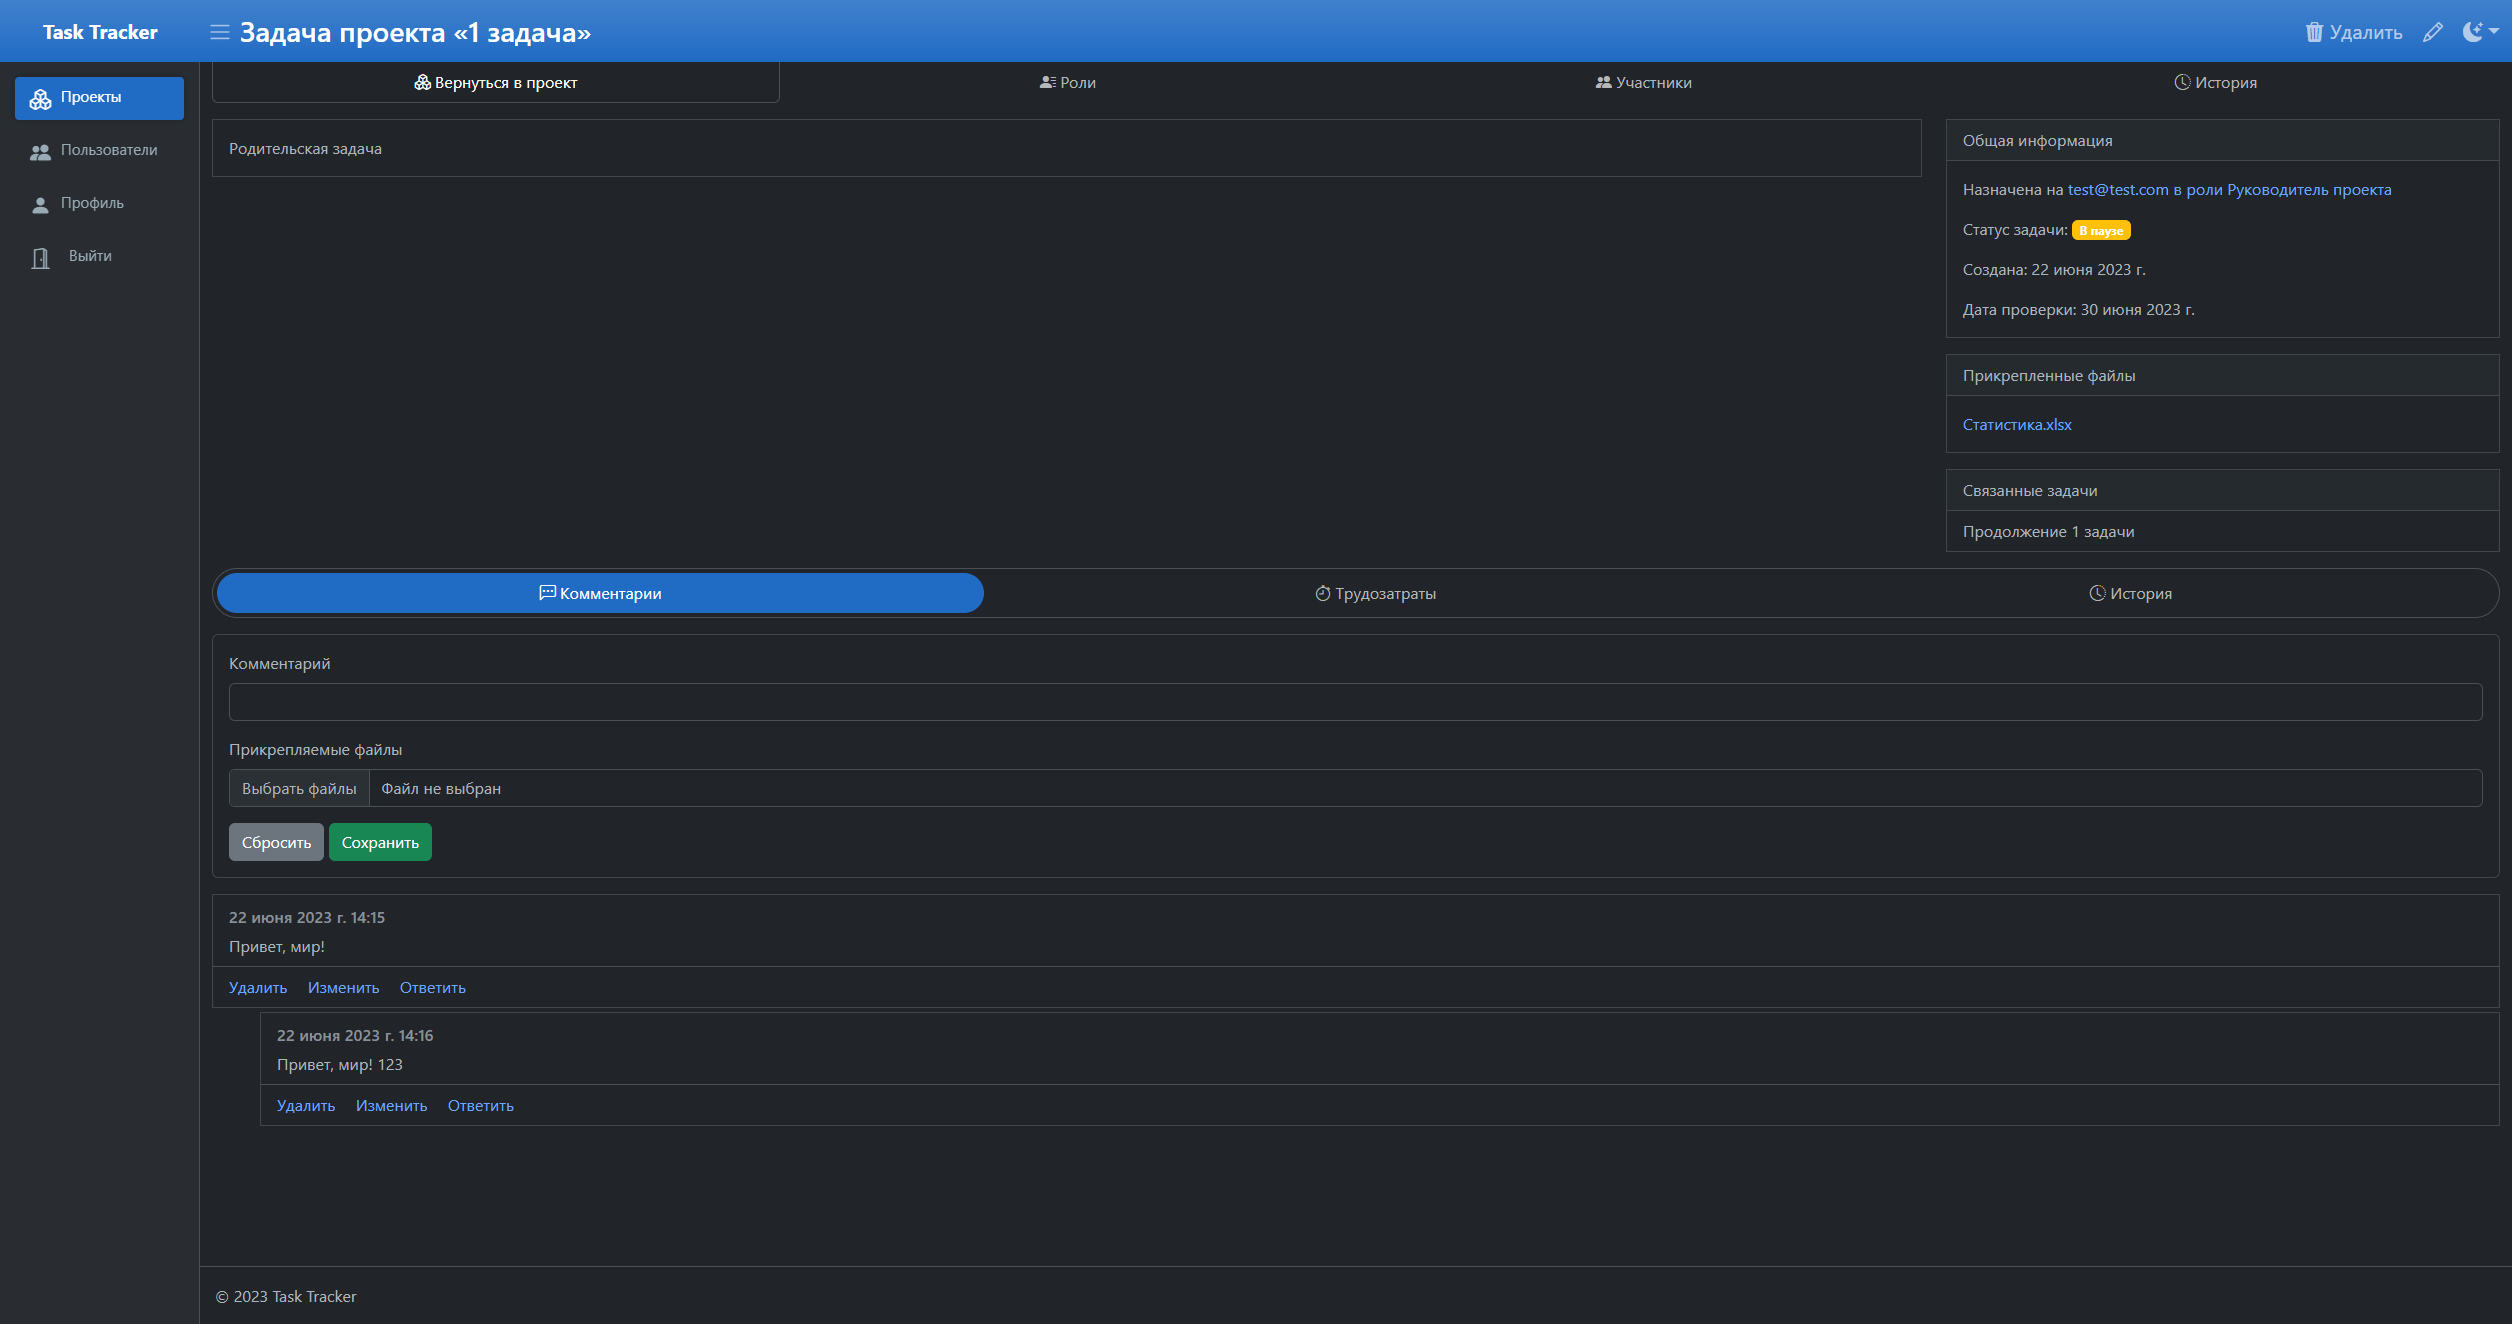 Task Tracker
Задача проекта «1 задача»
Удалить
Проекты
Пользователи
Профиль
Выйти
Вернуться в проект
Роли
Участники
История
Родительская задача
Общая информация
Назначена на test@test.com в роли Руководитель проекта
Статус задачи: В паузе
Создана: 22 июня 2023 г.
Дата проверки: 30 июня 2023 г.
Прикрепленные файлы
Статистика.xlsx
Связанные задачи
Продолжение 1 задачи
Комментарии
Трудозатраты
История
Комментарий
Прикрепляемые файлы
Выбрать файлы Файл не выбран
Сбросить Сохранить
22 июня 2023 г. 14:15
Привет, мир!
Удалить Изменить Ответить
22 июня 2023 г. 14:16
Привет, мир! 123
Удалить Изменить Ответить
© 2023 Task Tracker